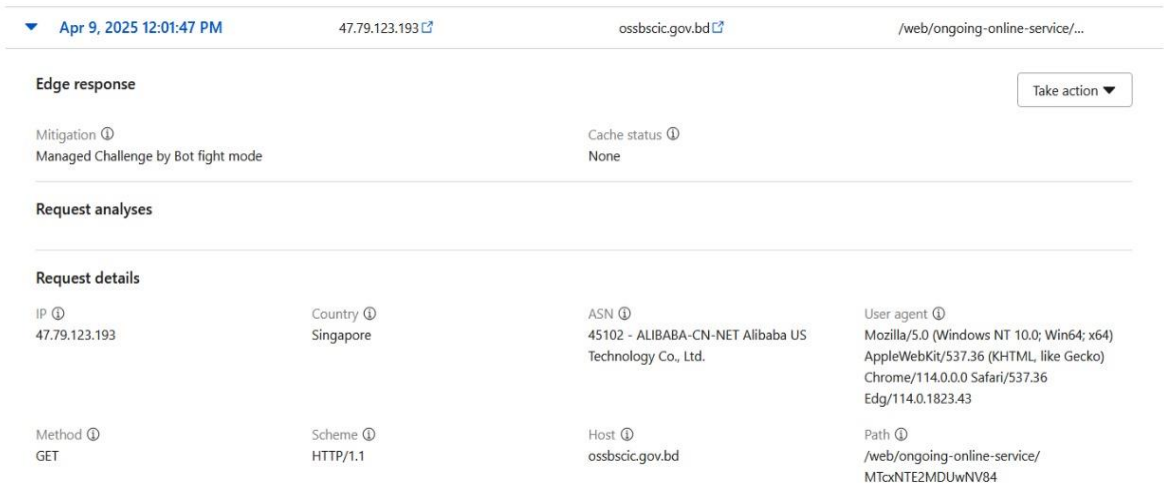 Apr 9, 2025 12:01:47 PM 47.79.123.193 ossbscic.gov.bd /web/ongoing-online-service/...
Edge response
Take action
Mitigation Cache status
Managed Challenge by Bot fight mode None
Request analyses
Request details
IP Country ASN User agent
47.79.123.193 Singapore 45102 - ALIBABA-CN-NET Alibaba US Mozilla/5.0 (Windows NT 10.0; Win64; x64)
Technology Co., Ltd. AppleWebKit/537.36 (KHTML, like Gecko)
Chrome/114.0.0.0 Safari/537.36
Edg/114.0.1823.43
Method Scheme Host Path
GET HTTP/1.1 ossbscic.gov.bd /web/ongoing-online-service/
MTcxNTE2MDUwNV84